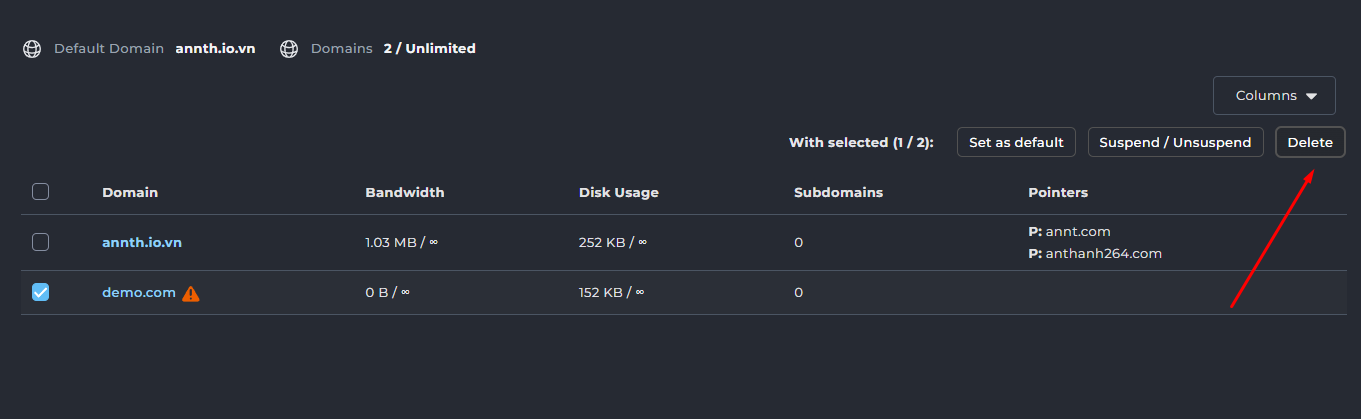 Default Domain annth.io.vn Domains 2 / Unlimited
Columns
With selected (1 / 2): Set as default Suspend / Unsuspend Delete
Domain Bandwidth Disk Usage Subdomains Pointers
annth.io.vn 1.03 MB / ∞ 252 KB / ∞ 0 P: annt.com
P: anthanh264.com
demo.com 0 B / ∞ 152 KB / ∞ 0